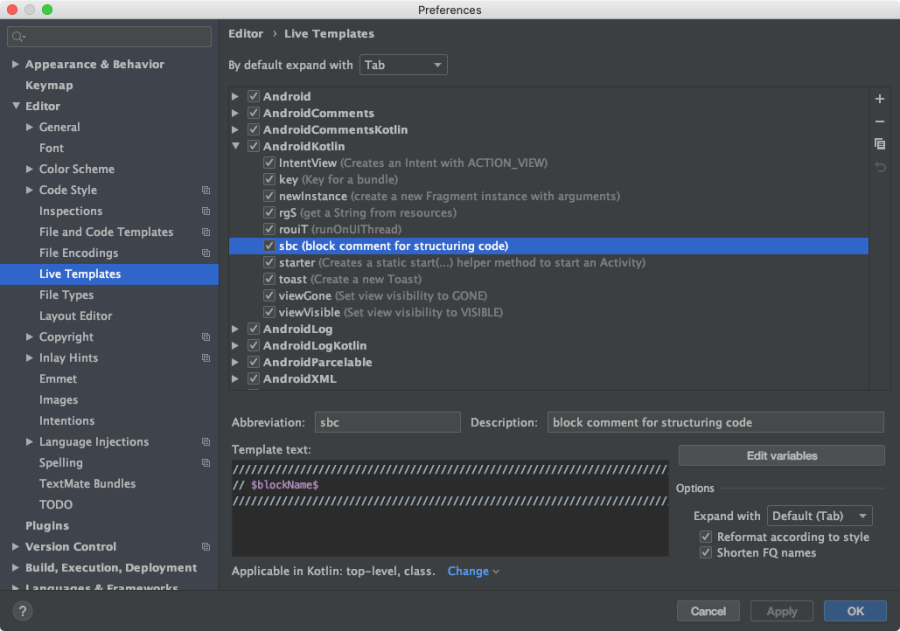 Preferences
Appearance & Behavior
Keymap
Editor
General
Font
Color Scheme
Code Style
Inspections
File and Code Templates
File Encodings
Live Templates
File Types
Layout Editor
Copyright
Inlay Hints
Emmet
Images
Intentions
Language Injections
Spelling
TextMate Bundles
TODO
Plugins
Version Control
Build, Execution, Deployment
Languages & Frameworks
Editor › Live Templates
By default expand with Tab
Android
AndroidComments
AndroidCommentsKotlin
AndroidKotlin
IntentView (Creates an Intent with ACTION_VIEW)
key (Key for a bundle)
newInstance (create a new Fragment instance with arguments)
rgS (get a String from resources)
rouiT (runOnUIThread)
sbc (block comment for structuring code)
starter (Creates a static start(...) helper method to start an Activity)
toast (Create a new Toast)
viewGone (Set view visibility to GONE)
viewVisible (Set view visibility to VISIBLE)
AndroidLog
AndroidLogKotlin
AndroidParcelable
AndroidXML
Abbreviation: sbc Description: block comment for structuring code
Template text:
///////////////////////////////////////////////////////////////////////
// $blockName$
///////////////////////////////////////////////////////////////////////
Edit variables
Options
Expand with Default (Tab)
Reformat according to style
Shorten FQ names
Applicable in Kotlin: top-level, class. Change
? Cancel Apply OK